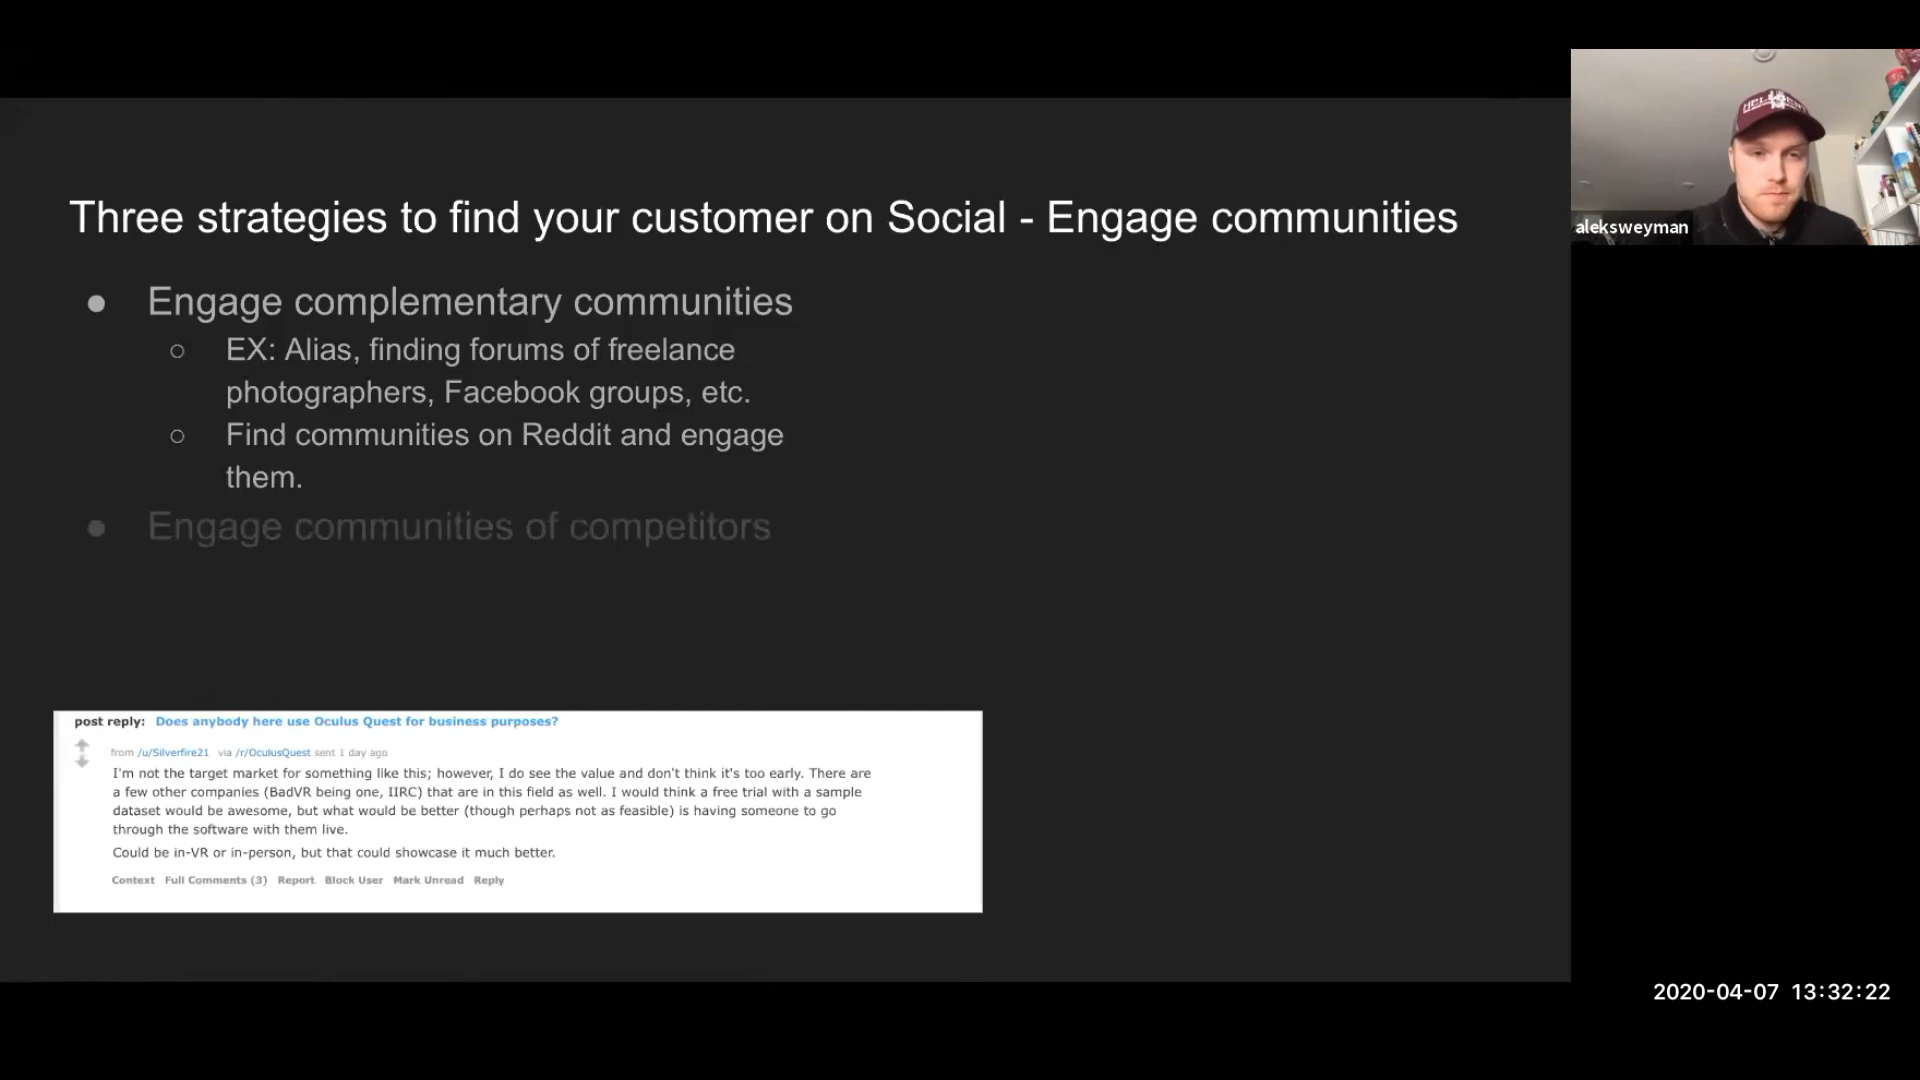 Three strategies to find your customer on Social - Engage communities
● Engage complementary communities
○ EX: Alias, finding forums of freelance
photographers, Facebook groups, etc.
○ Find communities on Reddit and engage
them.
● Engage communities of competitors
post reply: Does anybody here use Oculus Quest for business purposes?
from /u/Silverfire21 via /r/OculusQuest sent 1 day ago
I'm not the target market for something like this; however, I do see the value and don't think it's too early. There are
a few other companies (BadVR being one, IIRC) that are in this field as well. I would think a free trial with a sample
dataset would be awesome, but what would be better (though perhaps not as feasible) is having someone to go
through the software with them live.
Could be in-VR or in-person, but that could showcase it much better.
Context Full Comments (3) Report Block User Mark Unread Reply
aleksweyman
2020-04-07 13:32:22